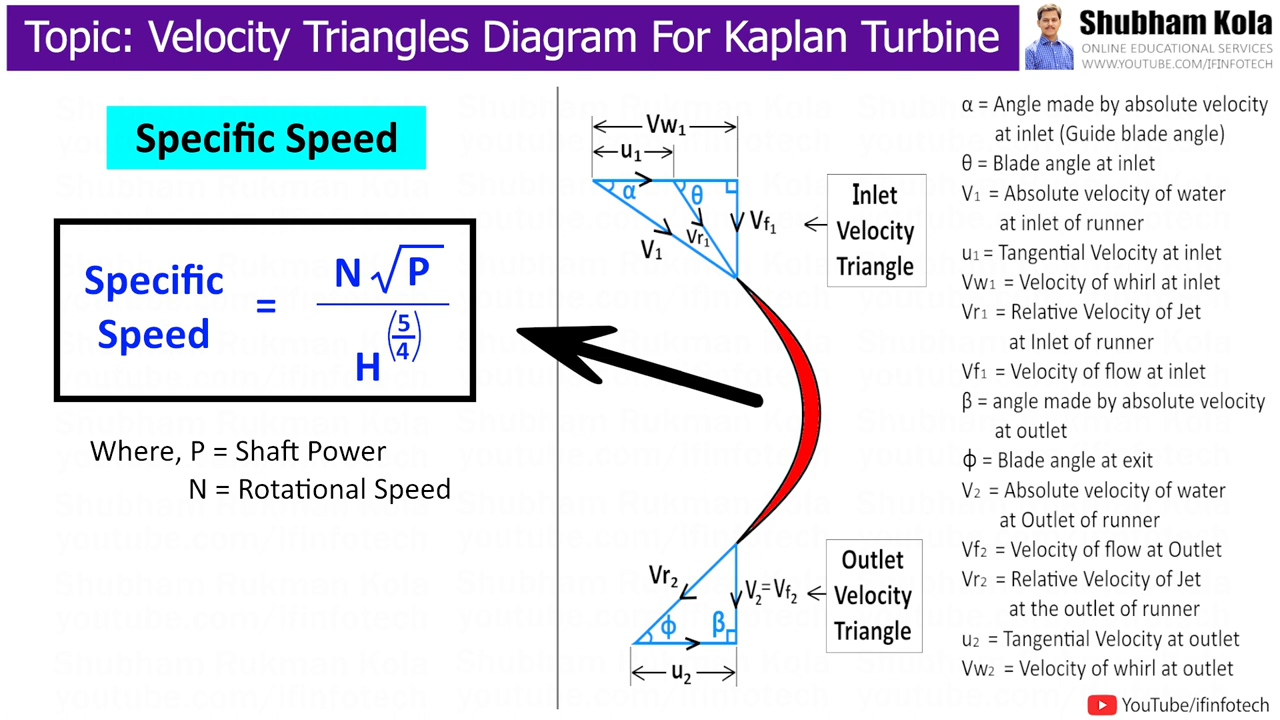 Topic: Velocity Triangles Diagram For Kaplan Turbine
Shubham Kola
ONLINE EDUCATIONAL SERVICES
WWW.YOUTUBE.COM/IFINFOTECH
Specific Speed
Specific Speed = N √P / H^(5/4)
Where, P = Shaft Power
N = Rotational Speed
Vw₁
u₁
α
θ
V₁
Vr₁
Vf₁
Inlet
Velocity
Triangle
Vr₂
V₂=Vf₂
ϕ
β
u₂
Outlet
Velocity
Triangle
α = Angle made by absolute velocity
at inlet (Guide blade angle)
θ = Blade angle at inlet
V₁ = Absolute velocity of water
at inlet of runner
u₁ = Tangential Velocity at inlet
Vw₁ = Velocity of whirl at inlet
Vr₁ = Relative Velocity of Jet
at Inlet of runner
Vf₁ = Velocity of flow at inlet
β = angle made by absolute velocity
at outlet
ϕ = Blade angle at exit
V₂ = Absolute velocity of water
at Outlet of runner
Vf₂ = Velocity of flow at Outlet
Vr₂ = Relative Velocity of Jet
at the outlet of runner
u₂ = Tangential Velocity at outlet
Vw₂ = Velocity of whirl at outlet
YouTube/ifinfotech